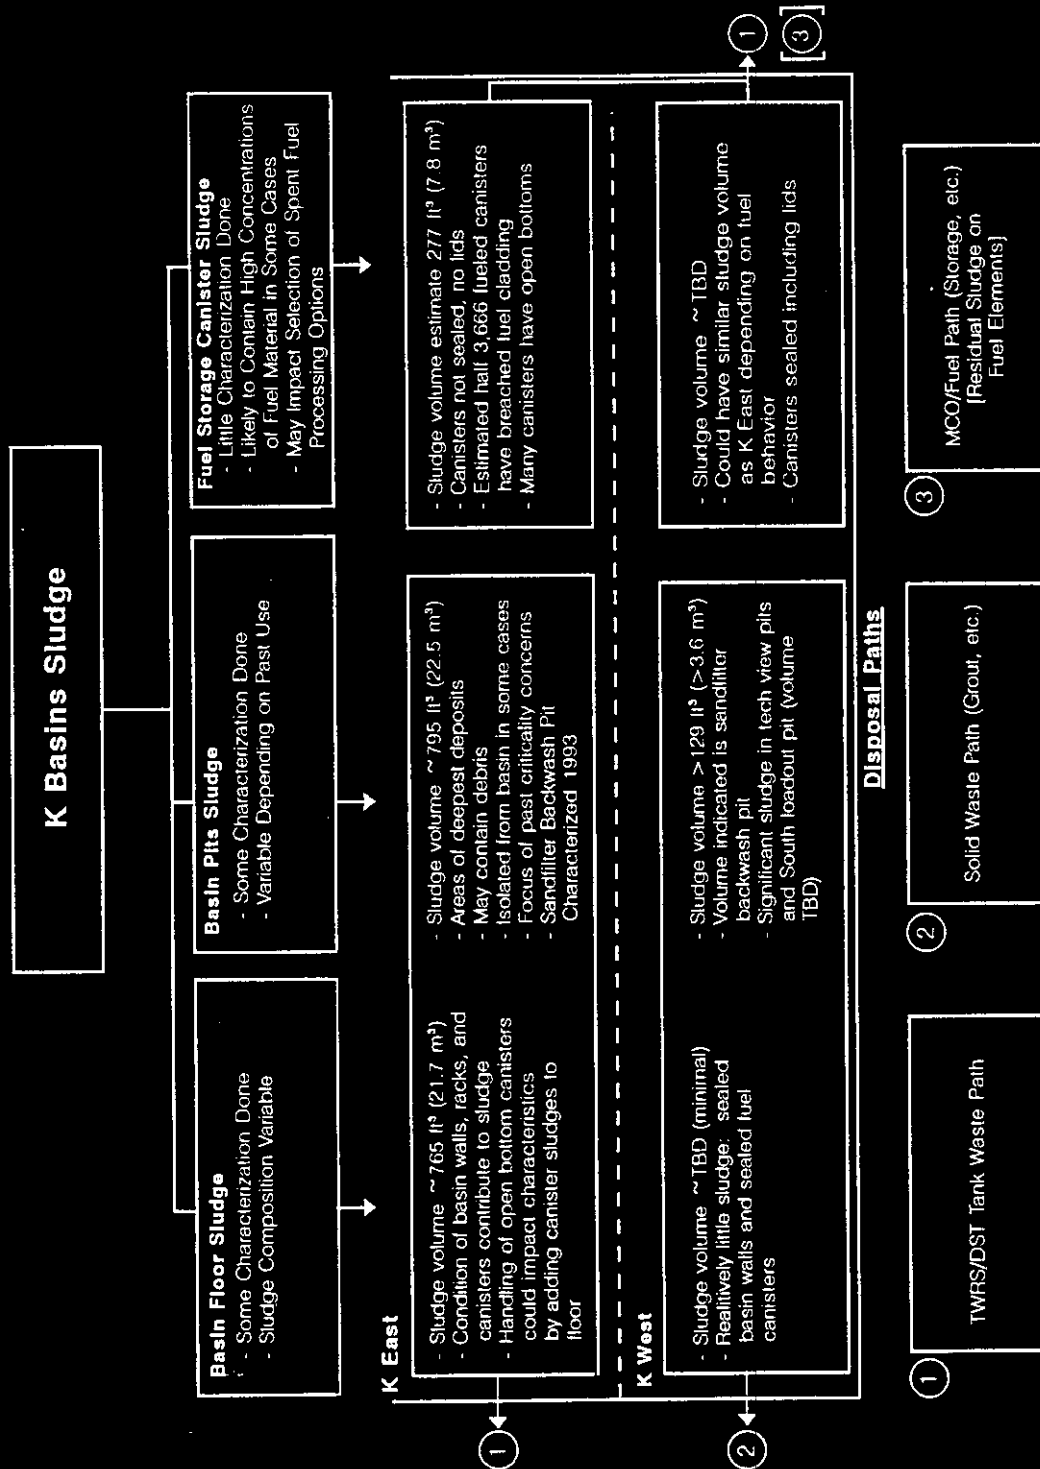 K Basins Sludge
Basin Floor Sludge
- Some Characterization Done
- Sludge Composition Variable
Basin Pits Sludge
- Some Characterization Done
- Variable Depending on Past Use
Fuel Storage Canister Sludge
- Little Characterization Done
- Likely to Contain High Concentrations
of Fuel Material in Some Cases
- May Impact Selection of Spent Fuel
Processing Options
K East
- Sludge volume ~765 ft³ (21.7 m³)
- Condition of basin walls, racks, and
canisters contribute to sludge
- Handling of open bottom canisters
could impact characteristics
by adding canister sludges to
floor
- Sludge volume ~795 ft³ (22.5 m³)
- Areas of deepest deposits
- May contain debris
- Isolated from basin in some cases
- Focus of past criticality concerns
- Sandfilter Backwash Pit
Characterized 1993
- Sludge volume estimate 277 ft³ (7.8 m³)
- Canisters not sealed, no lids
- Estimated half 3,666 fueled canisters
have breached fuel cladding
- Many canisters have open bottoms
1
K West
- Sludge volume ~TBD (minimal)
- Realitively little sludge: sealed
basin walls and sealed fuel
canisters
- Sludge volume >129 ft³ (>3.6 m³)
- Volume indicated is sandfilter
backwash pit
- Significant sludge in tech view pits
and South loadout pit (volume
TBD)
- Sludge volume ~TBD
- Could have similar sludge volume
as K East depending on fuel
behavior
- Canisters sealed including lids
2
1
[3]
Disposal Paths
1
TWRS/DST Tank Waste Path
2
Solid Waste Path (Grout, etc.)
3
MCO/Fuel Path (Storage, etc.)
[Residual Sludge on
Fuel Elements]